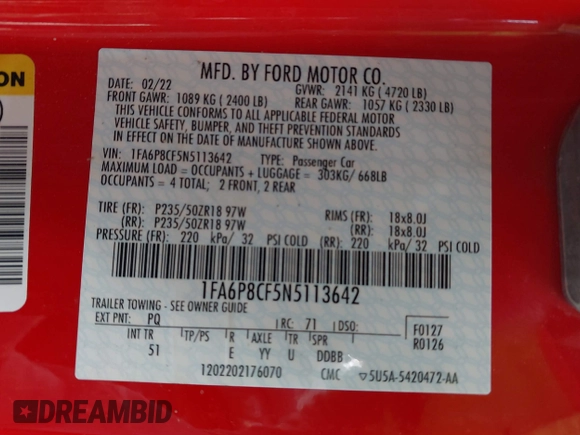 ON
MFD. BY FORD MOTOR CO.
DATE: 02/22 GVWR: 2141 KG ( 4720 LB)
FRONT GAWR: 1089 KG ( 2400 LB) REAR GAWR: 1057 KG ( 2330 LB)
THIS VEHICLE CONFORMS TO ALL APPLICABLE FEDERAL MOTOR
VEHICLE SAFETY, BUMPER, AND THEFT PREVENTION STANDARDS
IN EFFECT ON THE DATE OF MANUFACTURE SHOWN ABOVE.
VIN: 1FA6P8CF5N5113642 TYPE: Passenger Car
MAXIMUM LOAD = OCCUPANTS + LUGGAGE = 303KG/ 668LB
OCCUPANTS = 4 TOTAL; 2 FRONT, 2 REAR
TIRE (FR): P235/50ZR18 97W RIMS (FR): 18x8.0J
(RR): P235/50ZR18 97W (RR): 18x8.0J
PRESSURE (FR): 220 kPa/ 32 PSI COLD (RR): 220 kPa/ 32 PSI COLD
1FA6P8CF5N5113642
TRAILER TOWING - SEE OWNER GUIDE
EXT PNT: PQ RC: 71 DSO: F0127
INT TR TP/PS R AXLE TR SPR R0126
51 E YY U DDBB
1202202176070 CMC ▽5U5A-5420472-AA
DREAMBID